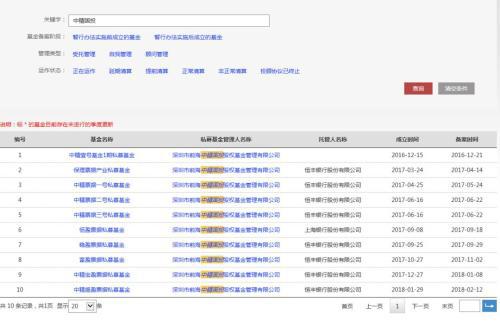 关键字： 中精国投
基金备案阶段： 暂行办法实施前成立的基金 暂行办法实施后成立的基金
管理类型： 受托管理 自我管理 顾问管理
运作状态： 正在运作 延期清算 提前清算 正常清算 非正常清算 投顾协议已终止
查询 清空条件
说明：标 * 的基金目前存在未进行的季度更新
编号 基金名称 私募基金管理人名称 托管人名称 成立时间 备案时间
1 中精壹号基金1期私募基金 深圳市前海中精国投股权基金管理有限公司 2016-12-15 2016-12-21
2 保理票据产业私募基金 深圳市前海中精国投股权基金管理有限公司 恒丰银行股份有限公司 2017-03-24 2017-04-14
3 中精票据一号私募基金 深圳市前海中精国投股权基金管理有限公司 恒丰银行股份有限公司 2017-04-25 2017-05-24
4 中精票据二号私募基金 深圳市前海中精国投股权基金管理有限公司 恒丰银行股份有限公司 2017-06-16 2017-06-22
5 中精票据三号私募基金 深圳市前海中精国投股权基金管理有限公司 恒丰银行股份有限公司 2017-06-16 2017-06-22
6 恒盈票据私募基金 深圳市前海中精国投股权基金管理有限公司 上海银行股份有限公司 2017-09-08 2017-09-18
7 稳盈票据私募基金 深圳市前海中精国投股权基金管理有限公司 恒丰银行股份有限公司 2017-09-25 2017-09-29
8 富盈票据私募基金 深圳市前海中精国投股权基金管理有限公司 恒丰银行股份有限公司 2017-10-27 2017-11-02
9 中精宏盈票据私募基金 深圳市前海中精国投股权基金管理有限公司 恒丰银行股份有限公司 2017-12-27 2018-01-08
10 中精盛盈票据私募基金 深圳市前海中精国投股权基金管理有限公司 恒丰银行股份有限公司 2018-01-29 2018-02-12
共 10 条记录，共1页 显示 20 条 首页 上一页 1 下一页 末页